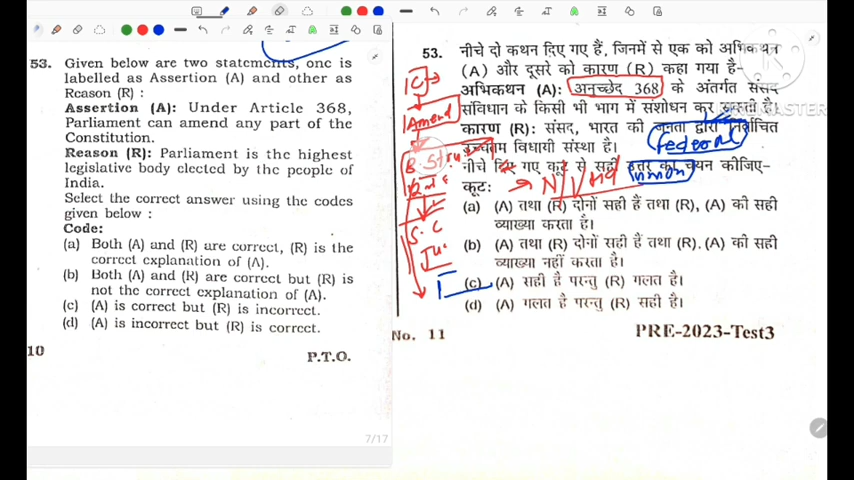 53. Given below are two statements, one is
labelled as Assertion (A) and other as
Reason (R) :
Assertion (A): Under Article 368,
Parliament can amend any part of the
Constitution.
Reason (R): Parliament is the highest
legislative body elected by the people of
India.
Select the correct answer using the codes
given below :
Code:
(a) Both (A) and (R) are correct, (R) is the
correct explanation of (A).
(b) Both (A) and (R) are correct but (R) is
not the correct explanation of (A).
(c) (A) is correct but (R) is incorrect.
(d) (A) is incorrect but (R) is correct.
10
P.T.O.
7/17
53. नीचे दो कथन दिए गए हैं, जिनमें से एक को अभिकथन
(A) और दूसरे को कारण (R) कहा गया है-
अभिकथन (A): अनुच्छेद 368 के अंतर्गत संसद
संविधान के किसी भी भाग में संशोधन कर सकती है।
कारण (R): संसद, भारत की जनता द्वारा निर्वाचित
उच्चतम विधायी संस्था है।
नीचे दिए गए कूट से सही उत्तर का चयन कीजिए-
कूट:
(a) (A) तथा (R) दोनों सही हैं तथा (R), (A) की सही
व्याख्या करता है।
(b) (A) तथा (R) दोनों सही हैं तथा (R). (A) की सही
व्याख्या नहीं करता है।
(c) (A) सही है परन्तु (R) गलत है।
(d) (A) गलत है परन्तु (R) सही है।
No. 11
PRE-2023-Test3
Amend
S.C
Federal
union